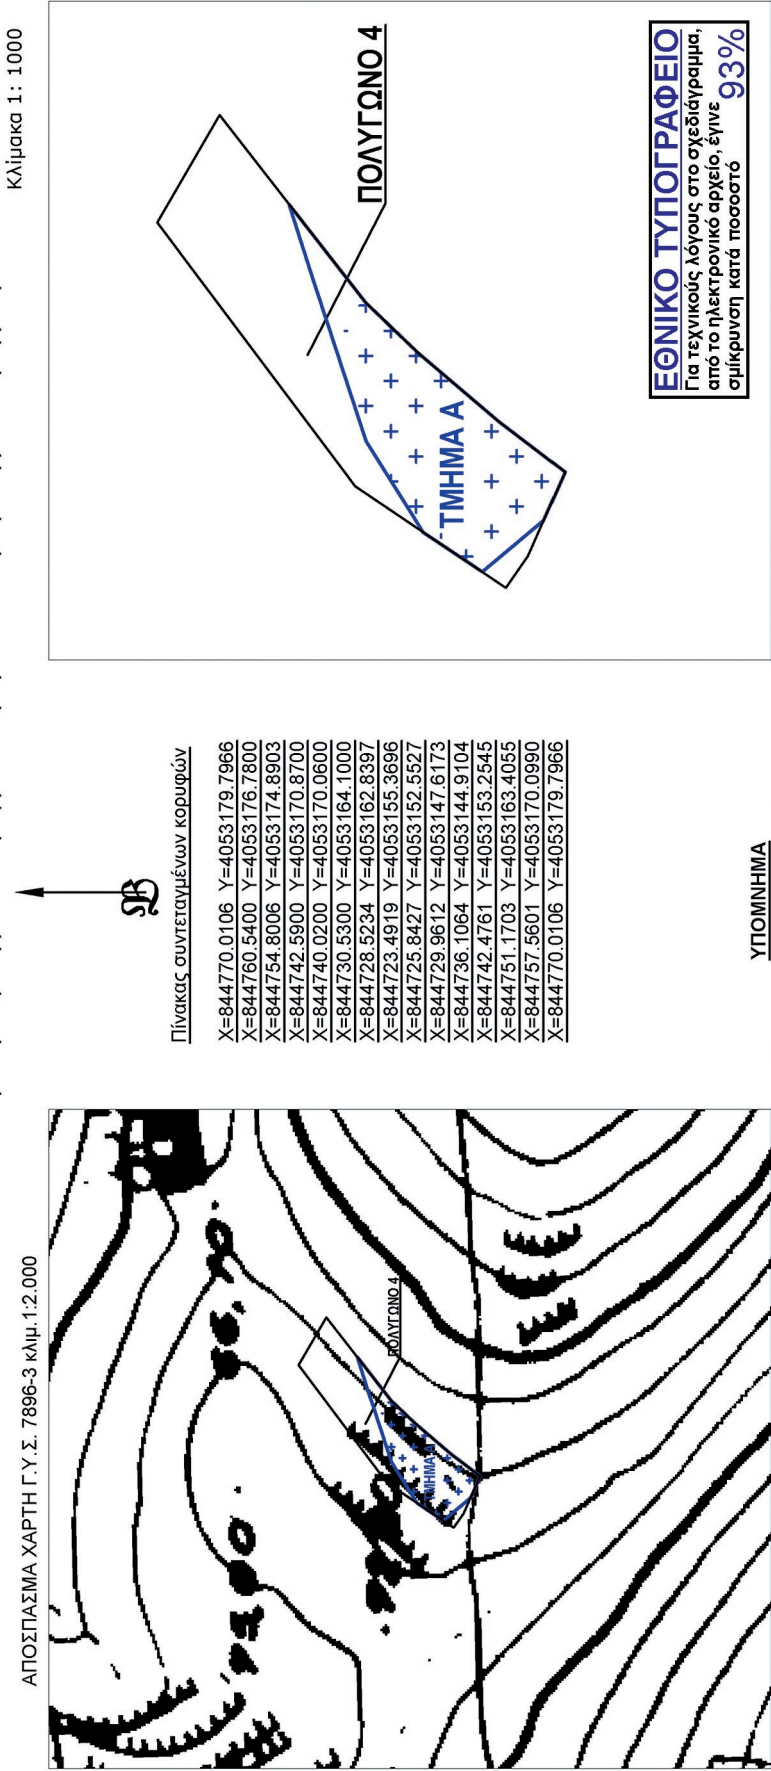 ΑΠΟΣΠΑΣΜΑ ΧΑΡΤΗ Γ.Υ.Σ. 7896-3 κλιμ.1:2.000
ΠΟΛΥΓΩΝΟ 4
ΤΜΗΜΑ Α
Πίνακας συντεταγμένων κορυφών
X=844770.0106 Y=4053179.7966
X=844760.5400 Y=4053176.7800
X=844754.8006 Y=4053174.8903
X=844742.5900 Y=4053170.8700
X=844740.0200 Y=4053170.0600
X=844730.5300 Y=4053164.1000
X=844728.5234 Y=4053162.8397
X=844723.4919 Y=4053155.3696
X=844725.8427 Y=4053152.5527
X=844729.9612 Y=4053147.6173
X=844736.1064 Y=4053144.9104
X=844742.4761 Y=4053153.2545
X=844751.1703 Y=4053163.4055
X=844757.5601 Y=4053170.0990
X=844770.0106 Y=4053179.7966
ΥΠΟΜΝΗΜΑ
Κλίμακα 1: 1000
ΠΟΛΥΓΩΝΟ 4
ΤΜΗΜΑ Α
ΕΘΝΙΚΟ ΤΥΠΟΓΡΑΦΕΙΟ
Για τεχνικούς λόγους στο σχεδιάγραμμα,
από το ηλεκτρονικό αρχείο, έγινε
σμίκρυνση κατά ποσοστό 93%